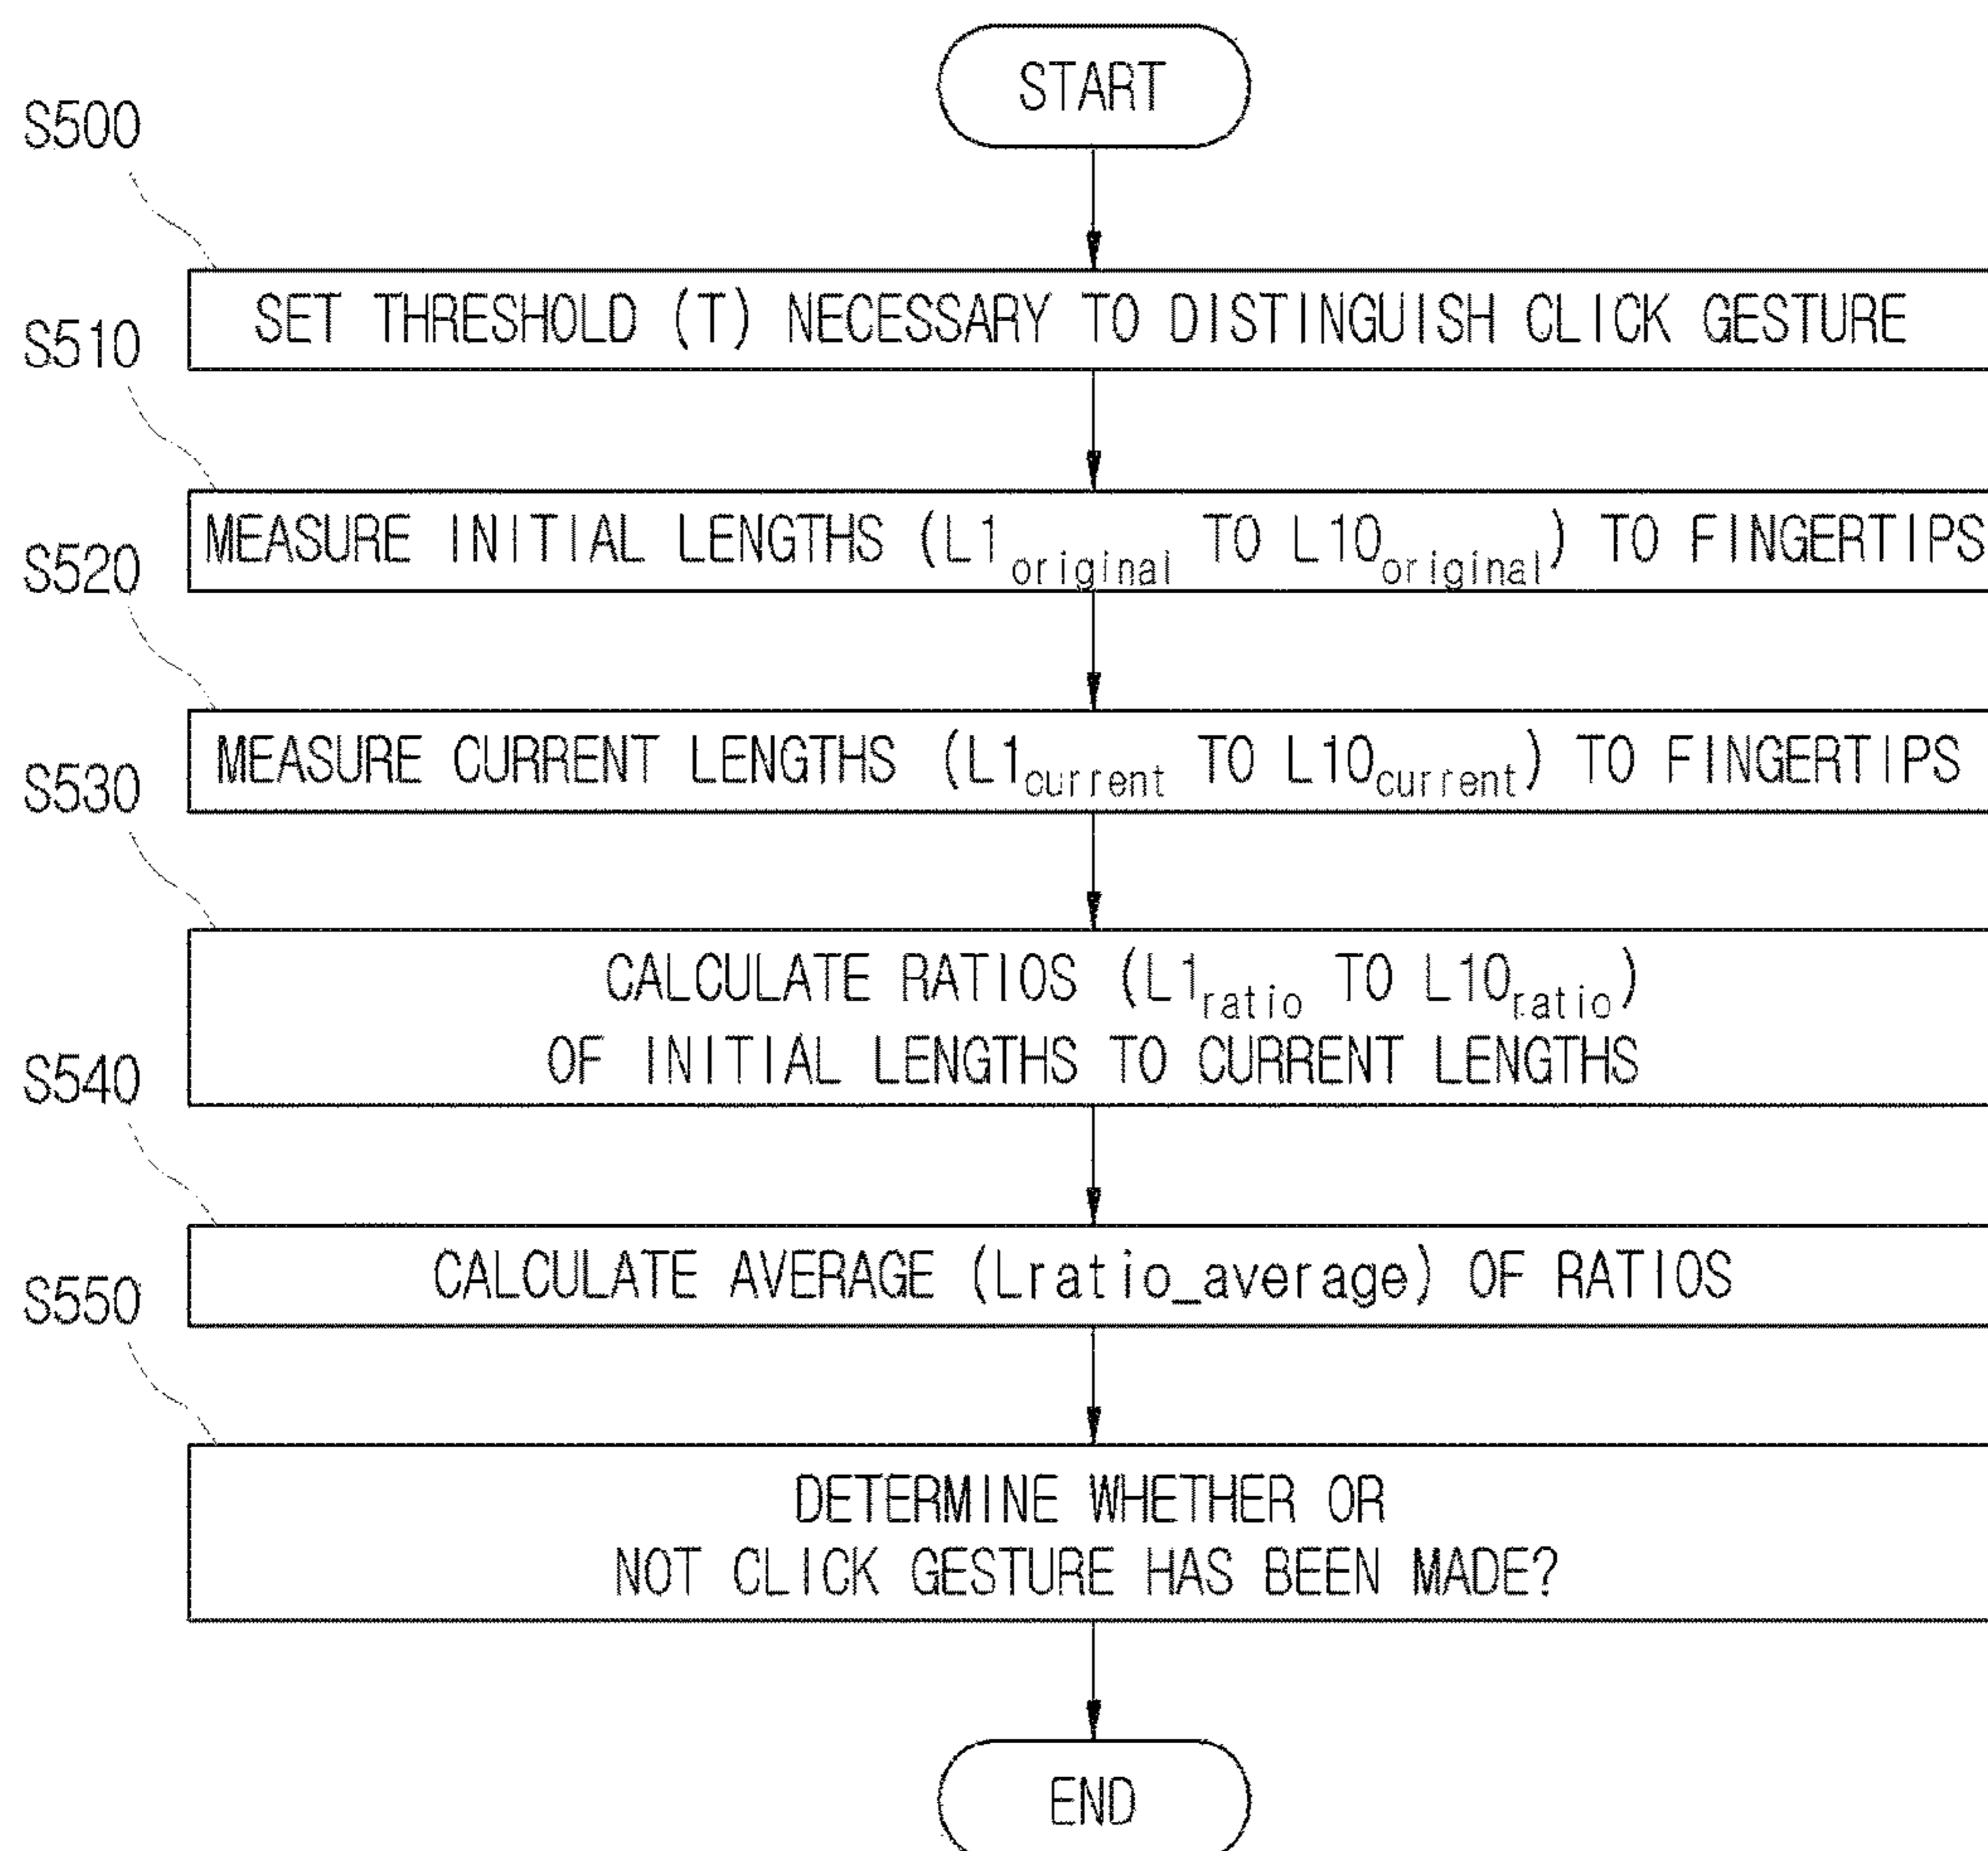 START
S500
SET THRESHOLD (T) NECESSARY TO DISTINGUISH CLICK GESTURE
S510
MEASURE INITIAL LENGTHS (L1original TO L10original) TO FINGERTIPS
S520
MEASURE CURRENT LENGTHS (L1current TO L10current) TO FINGERTIPS
S530
CALCULATE RATIOS (L1ratio TO L10ratio)
OF INITIAL LENGTHS TO CURRENT LENGTHS
S540
CALCULATE AVERAGE (Lratio_average) OF RATIOS
S550
DETERMINE WHETHER OR
NOT CLICK GESTURE HAS BEEN MADE?
END